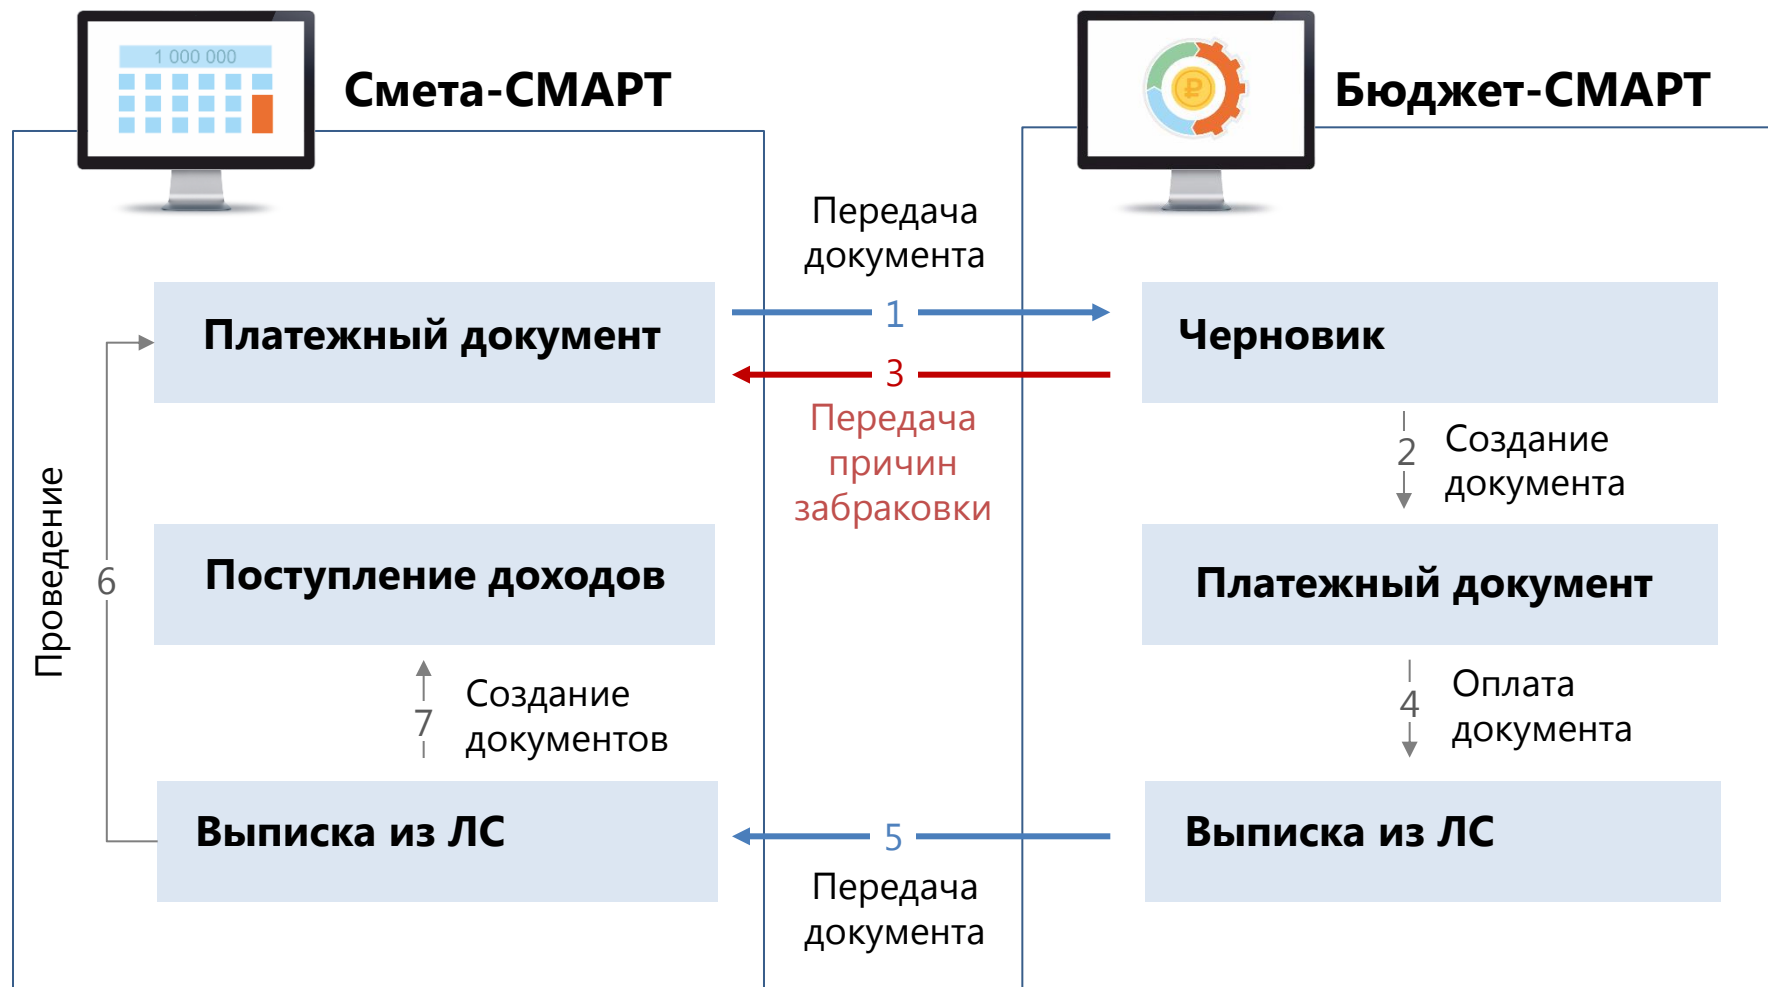 1 000 000
Смета-СМАРТ
Бюджет-СМАРТ
Передача
документа
1
Платежный документ
Черновик
3
Передача
причин
забраковки
2
Создание
документа
Проведение
6
Поступление доходов
Платежный документ
7
Создание
документов
4
Оплата
документа
Выписка из ЛС
5
Выписка из ЛС
Передача
документа